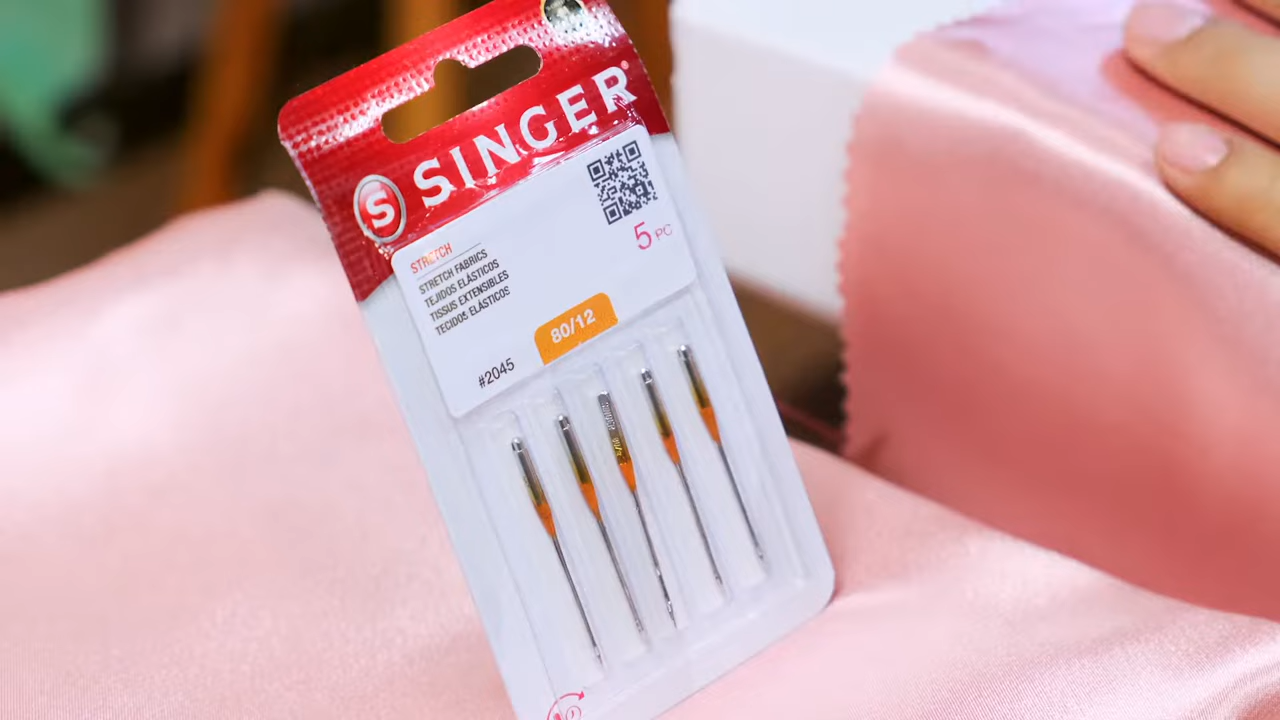 S SINGER
STRETCH
STRETCH FABRICS
TEJIDOS ELÁSTICOS
TISSUS EXTENSIBLES
TECIDOS ELÁSTICOS
5 PC
80/12
#2045